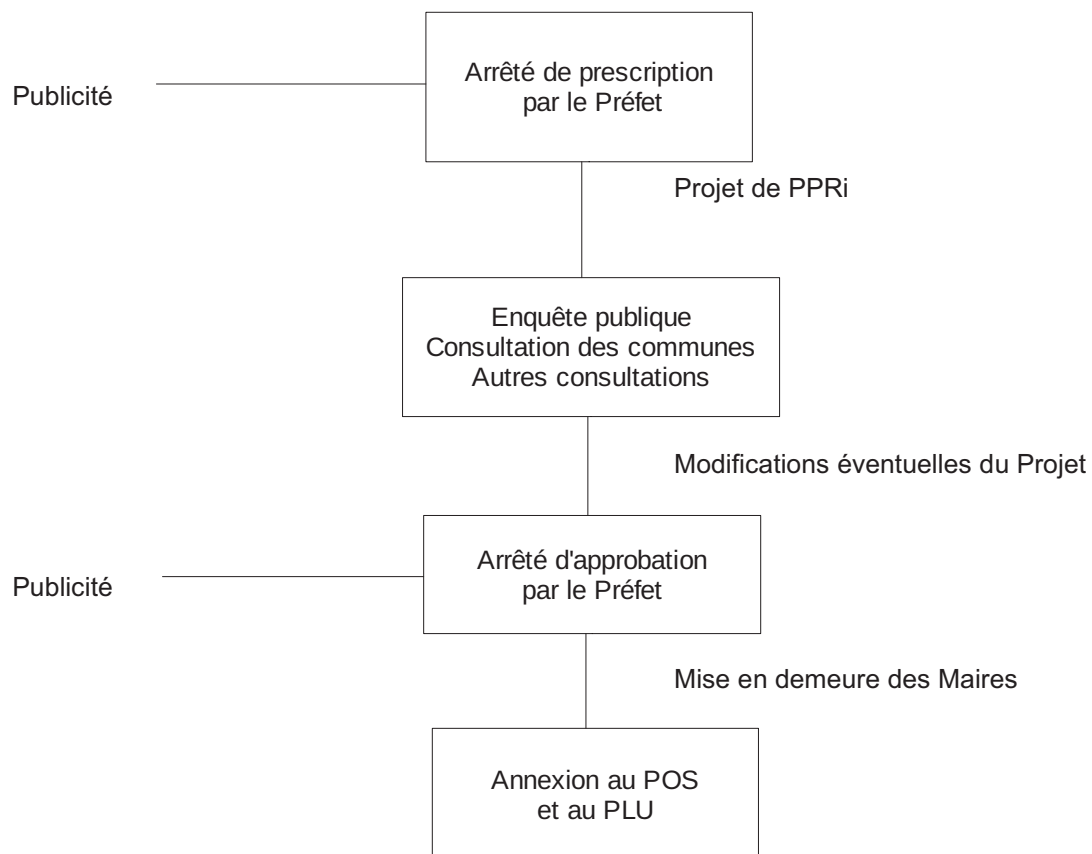 Arrêté de prescription
par le Préfet
Publicité
Projet de PPRi
Enquête publique
Consultation des communes
Autres consultations
Modifications éventuelles du Projet
Arrêté d'approbation
par le Préfet
Publicité
Mise en demeure des Maires
Annexion au POS
et au PLU